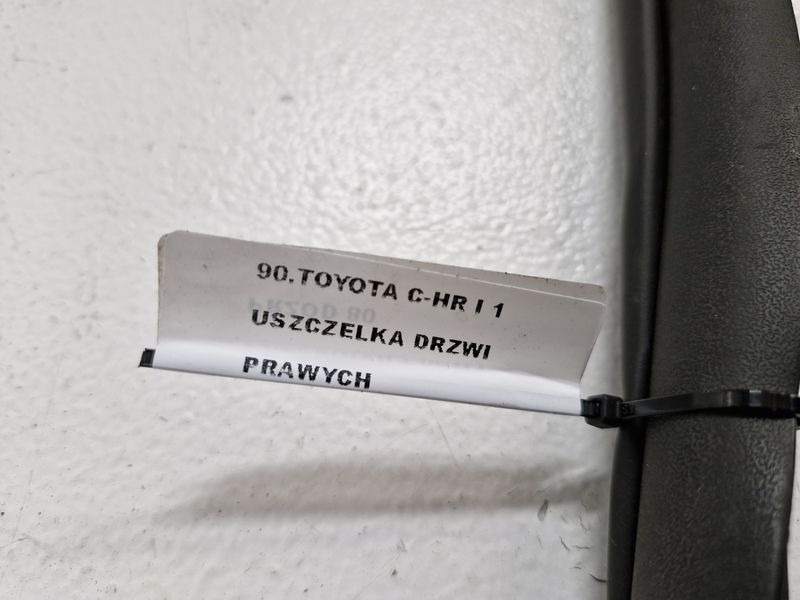 90.TOYOTA C-HR I 1
USZCZELKA DRZWI
PRAWYCH